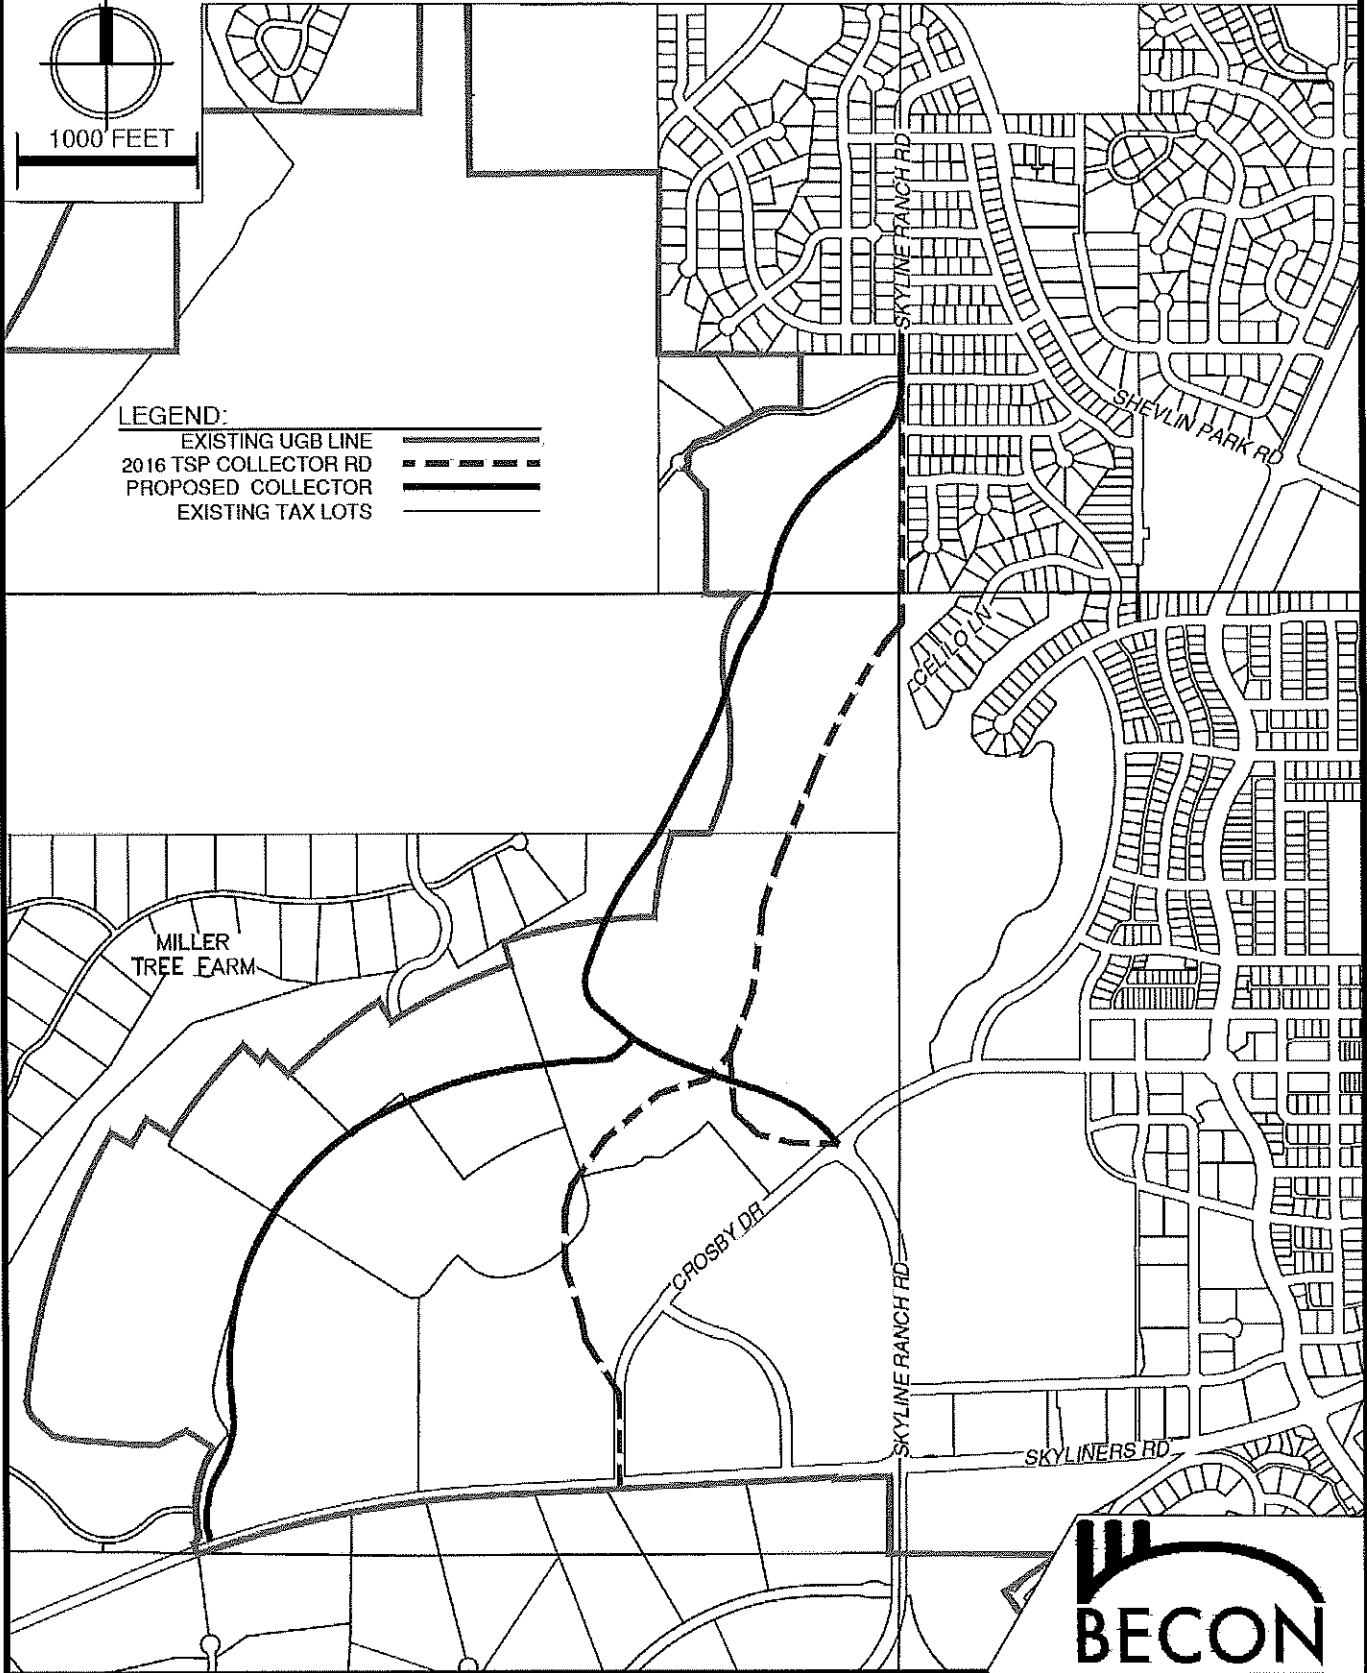 1000 FEET
SKYLINE RANCH RD
LEGEND:
EXISTING UGB LINE
2016 TSP COLLECTOR RD
PROPOSED COLLECTOR
EXISTING TAX LOTS
SHEVLIN PARK RD
CELILO LN
MILLER
TREE FARM
CROSBY DR
SKYLINE RANCH RD
SKYLINERS RD
BECON